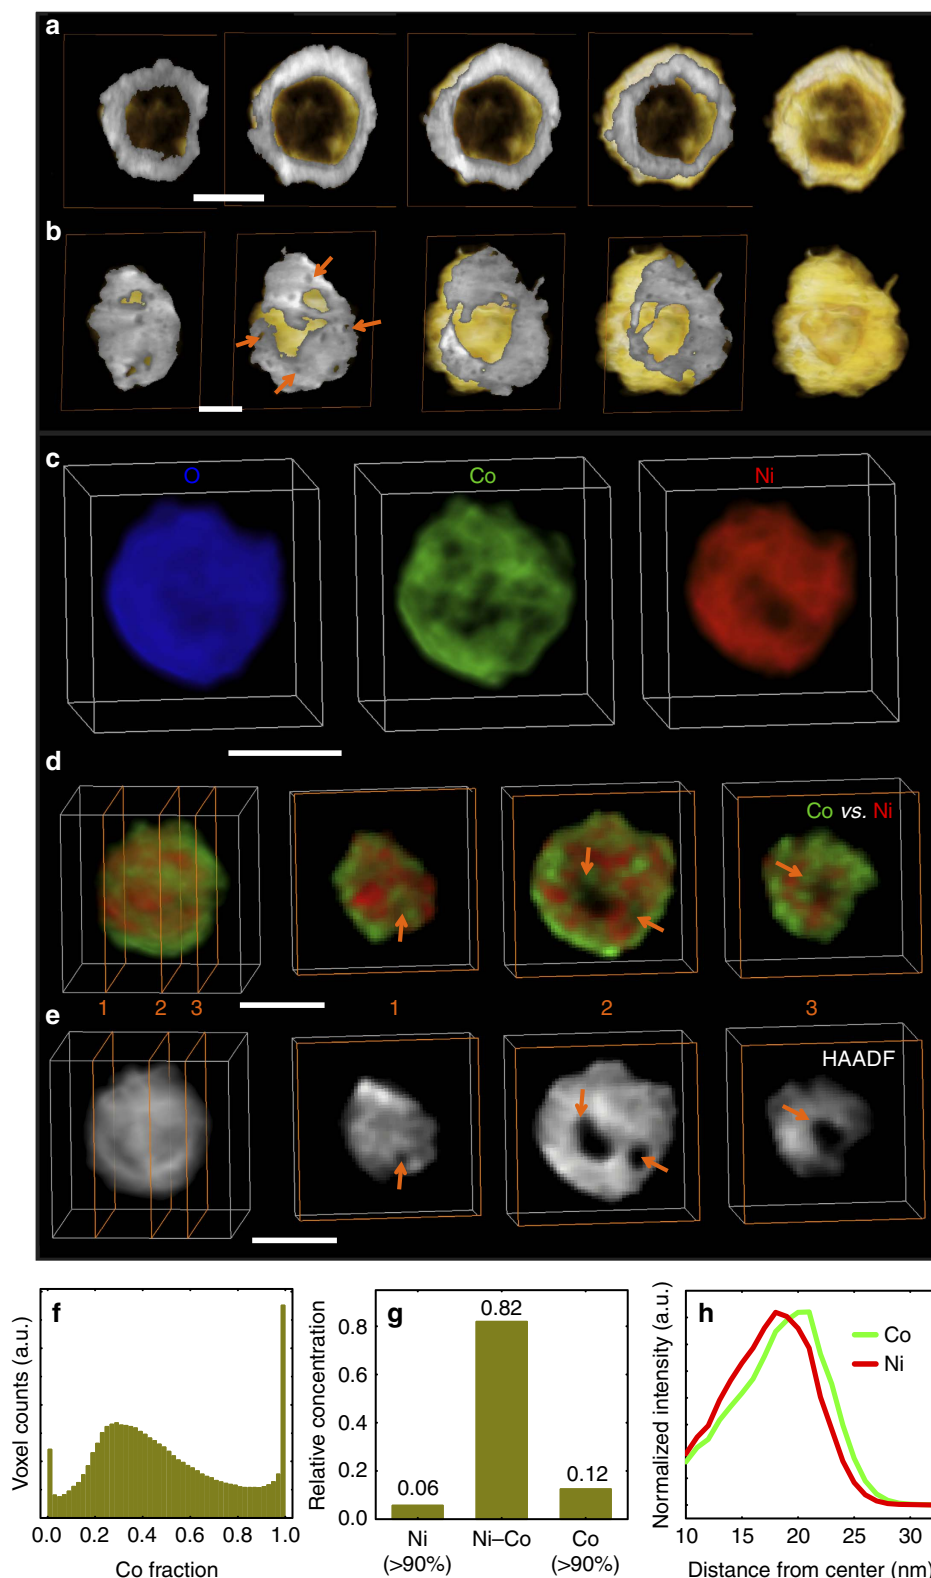 a
b
c
O
Co
Ni
d
Co vs. Ni
1 2 3 1 2 3
e
HAADF
f
Voxel counts (a.u.)
0.0 0.2 0.4 0.6 0.8 1.0
Co fraction
g
Relative concentration
0.8
0.6
0.4
0.2
0.0
0.06
0.82
0.12
Ni
(>90%)
Ni–Co
Co
(>90%)
h
Normalized intensity (a.u.)
Co
Ni
10 15 20 25 30
Distance from center (nm)